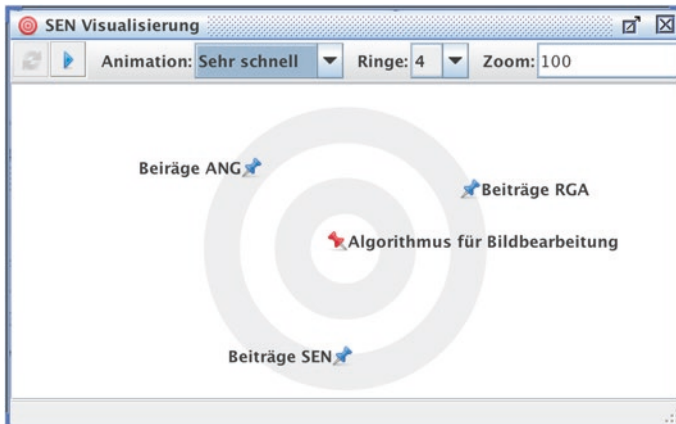 SEN Visualisierung
Animation: Sehr schnell Ringe: 4 Zoom: 100
Beiräge ANG
Beiträge RGA
Algorithmus für Bildbearbeitung
Beiträge SEN